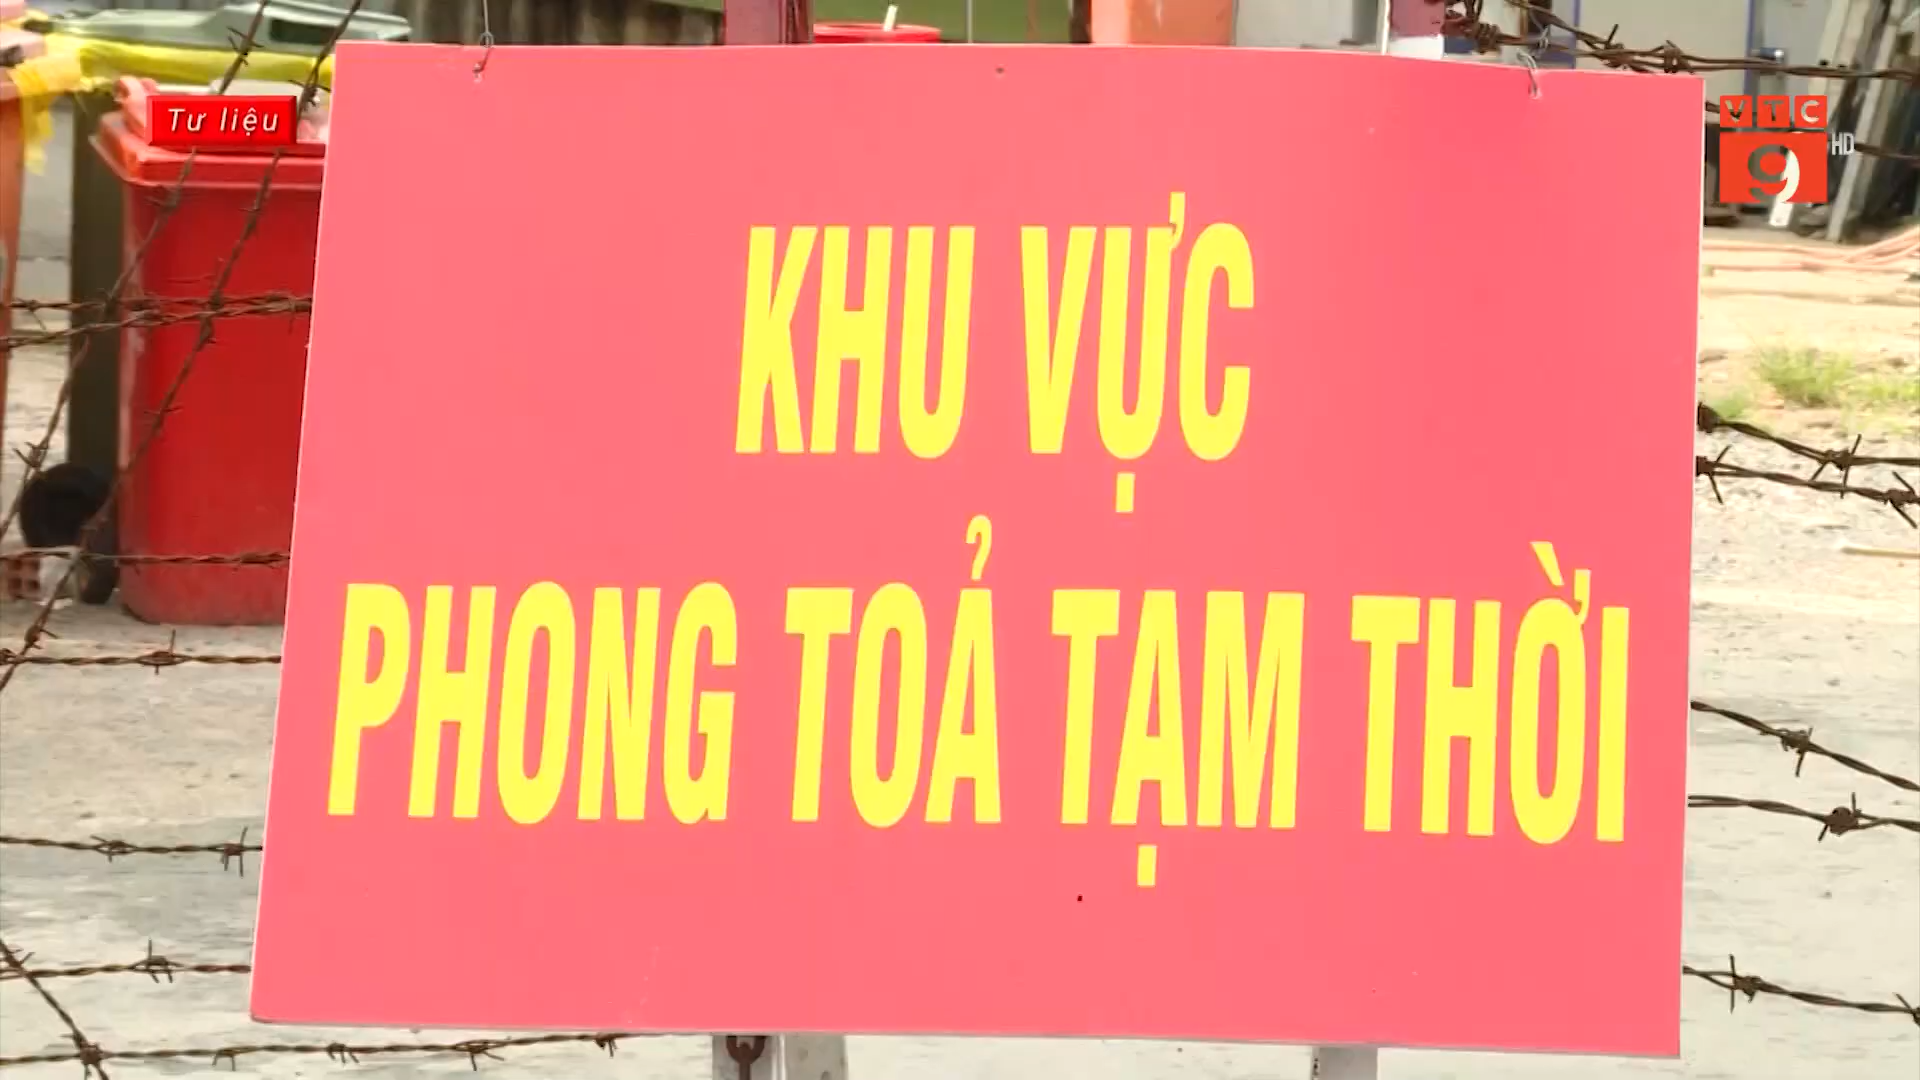 Tư liệu
VTC
9 HD
KHU VỰC
PHONG TOẢ TẠM THỜI